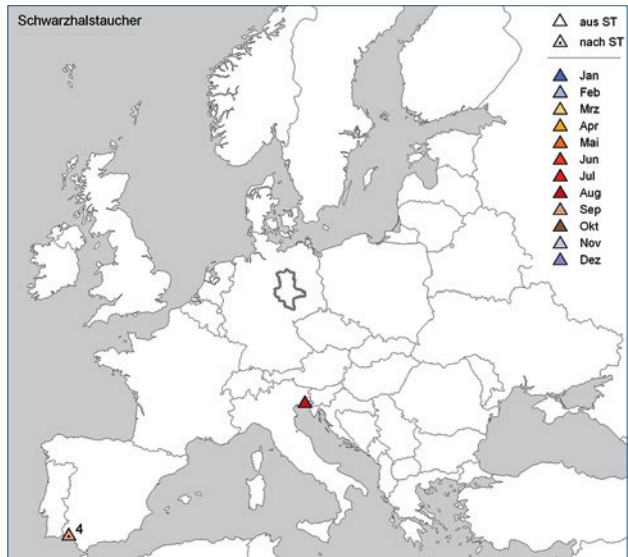 Schwarzhalstaucher
aus ST
nach ST
Jan
Feb
Mrz
Apr
Mai
Jun
Jul
Aug
Sep
Okt
Nov
Dez
4